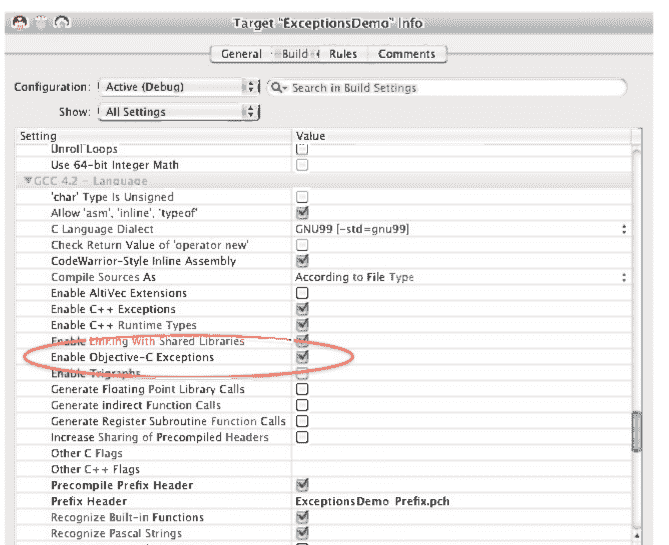 Target "ExceptionsDemo" Info
General Build Rules Comments
Configuration: Active (Debug) Search in Build Settings
Show: All Settings
Setting Value
Unroll Loops
Use 64-bit Integer Math
GCC 4.2 - Language
'char' Type Is Unsigned
Allow 'asm', 'inline', 'typeof'
C Language Dialect GNU99 [-std=gnu99]
Check Return Value of 'operator new'
CodeWarrior-Style Inline Assembly
Compile Sources As According to File Type
Enable AltiVec Extensions
Enable C++ Exceptions
Enable C++ Runtime Types
Enable Linking With Shared Libraries
Enable Objective-C Exceptions
Enable Trigraphs
Generate Floating Point Library Calls
Generate indirect Function Calls
Generate Register Subroutine Function Calls
Increase Sharing of Precompiled Headers
Other C Flags
Other C++ Flags
Precompile Prefix Header
Prefix Header ExceptionsDemo_Prefix.pch
Recognize Built-in Functions
Recognize Pascal Strings